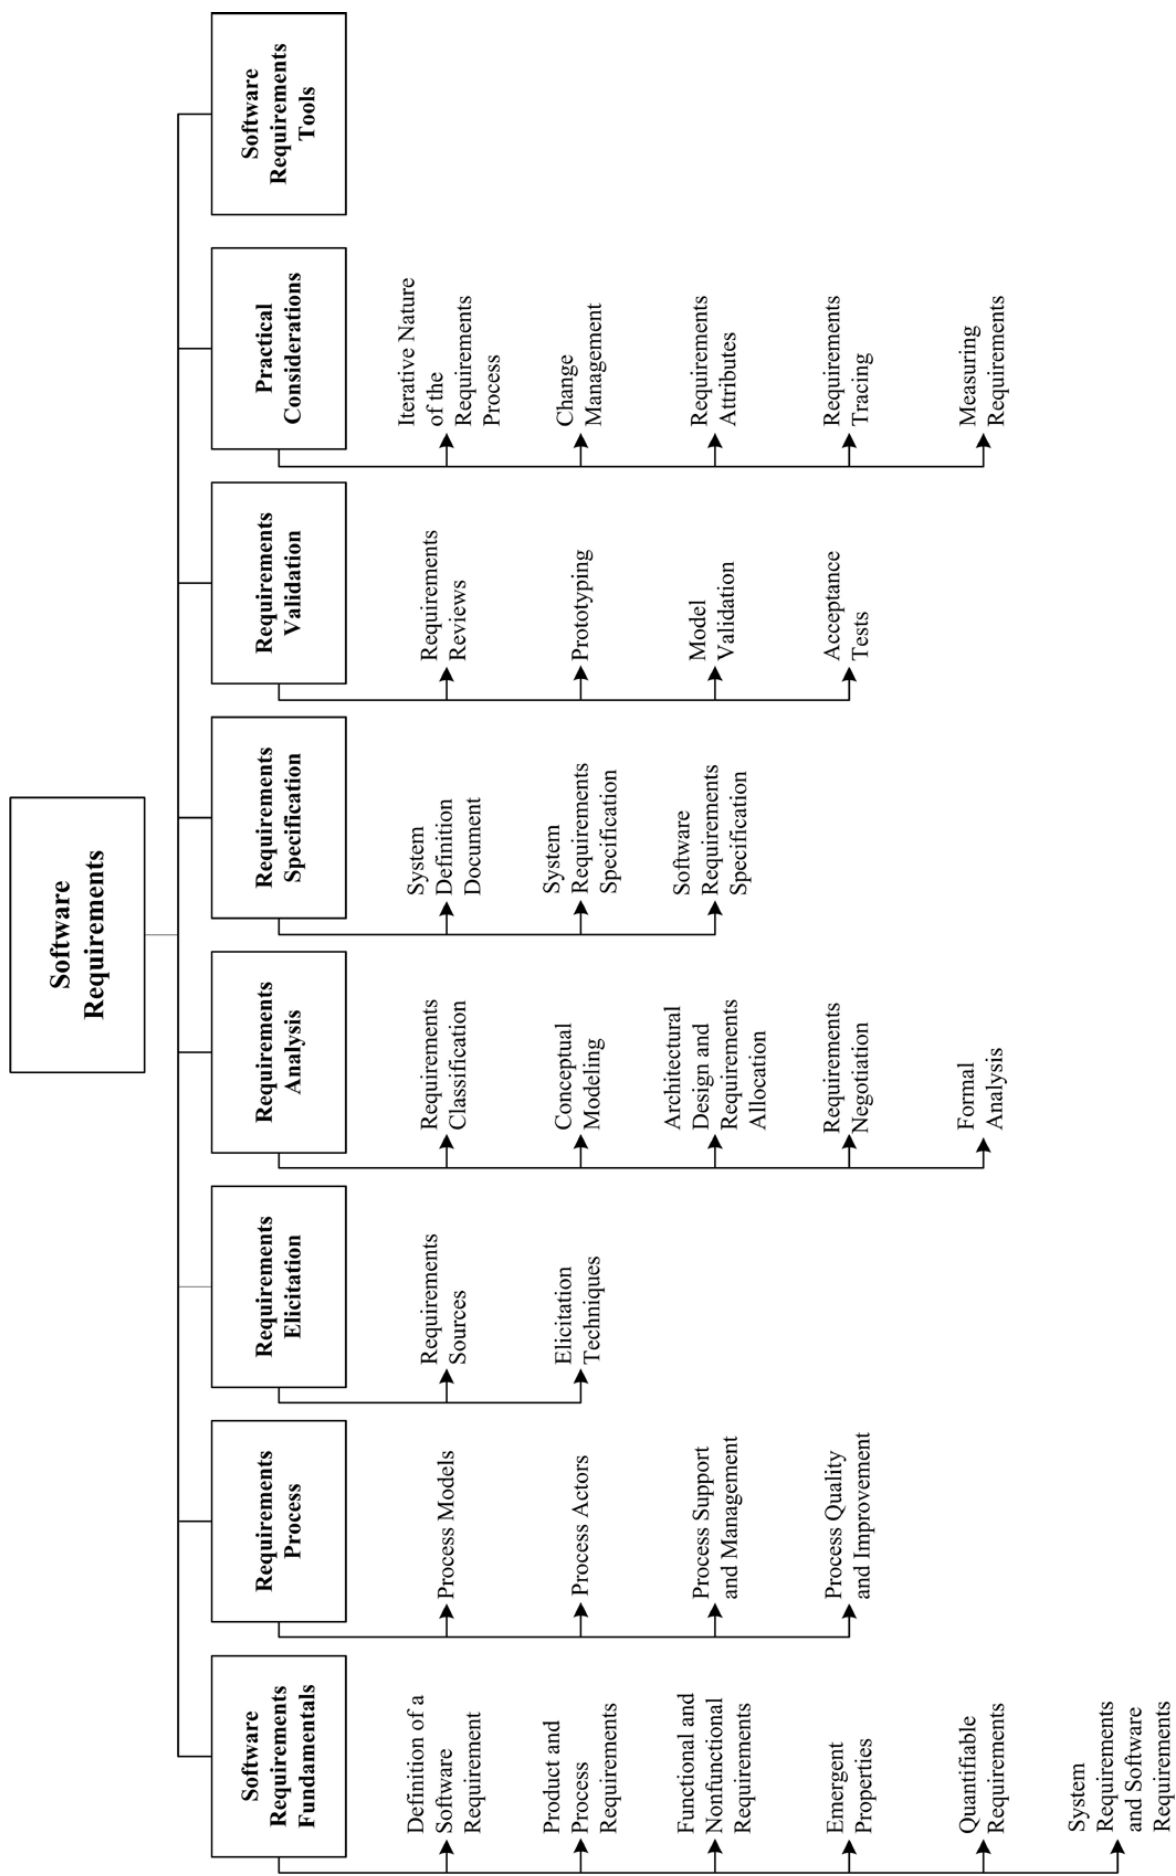 Software
Requirements
Software
Requirements
Fundamentals
Definition of a
Software
Requirement
Product and
Process
Requirements
Functional and
Nonfunctional
Requirements
Emergent
Properties
Quantifiable
Requirements
System
Requirements
and Software
Requirements
Requirements
Process
Process Models
Process Actors
Process Support
and Management
Process Quality
and Improvement
Requirements
Elicitation
Requirements
Sources
Elicitation
Techniques
Requirements
Analysis
Requirements
Classification
Conceptual
Modeling
Architectural
Design and
Requirements
Allocation
Requirements
Negotiation
Formal
Analysis
Requirements
Specification
System
Definition
Document
System
Requirements
Specification
Software
Requirements
Specification
Requirements
Validation
Requirements
Reviews
Prototyping
Model
Validation
Acceptance
Tests
Practical
Considerations
Iterative Nature
of the
Requirements
Process
Change
Management
Requirements
Attributes
Requirements
Tracing
Measuring
Requirements
Software
Requirements
Tools